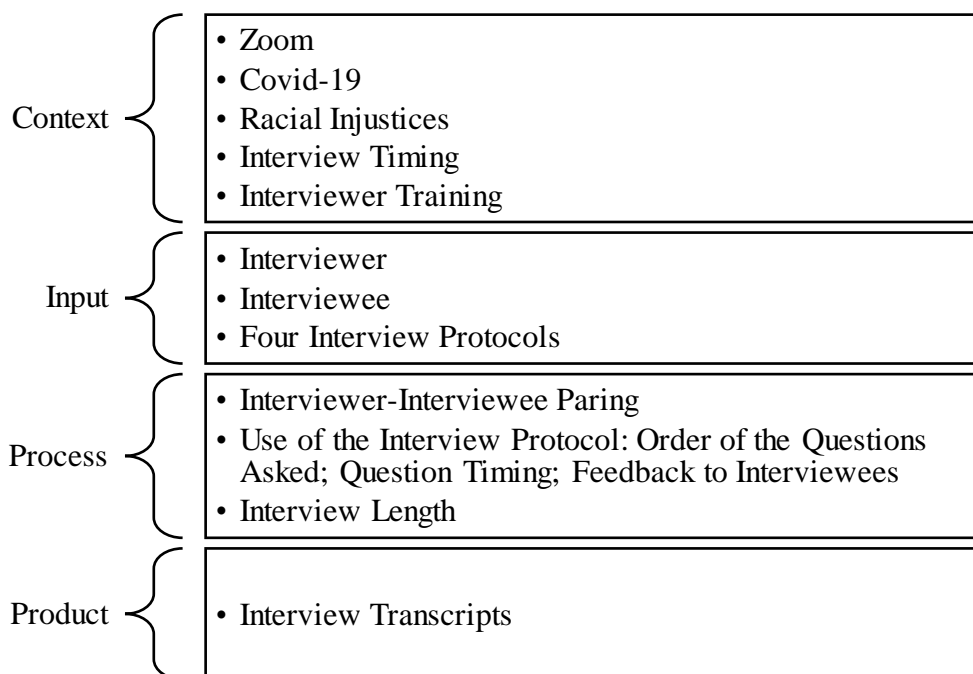 Context
• Zoom
• Covid-19
• Racial Injustices
• Interview Timing
• Interviewer Training
Input
• Interviewer
• Interviewee
• Four Interview Protocols
Process
• Interviewer-Interviewee Paring
• Use of the Interview Protocol: Order of the Questions
Asked; Question Timing; Feedback to Interviewees
• Interview Length
Product
• Interview Transcripts